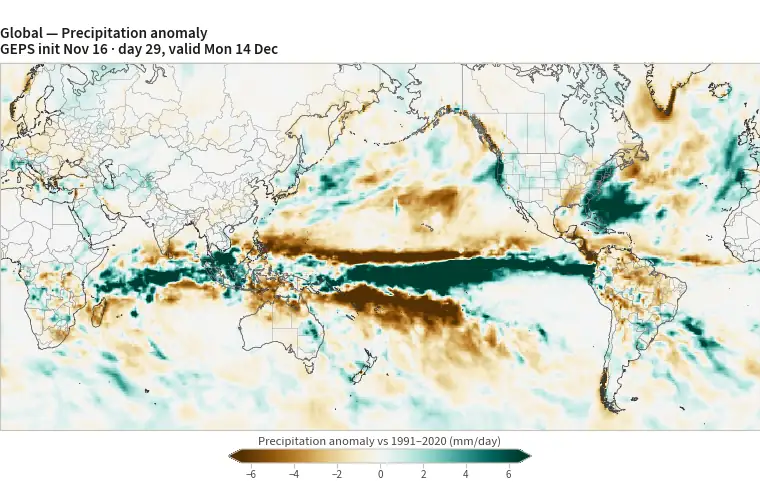 Global — Precipitation anomaly
GEPS init Nov 16 · day 29, valid Mon 14 Dec
Precipitation anomaly vs 1991–2020 (mm/day)
−6 −4 −2 0 2 4 6